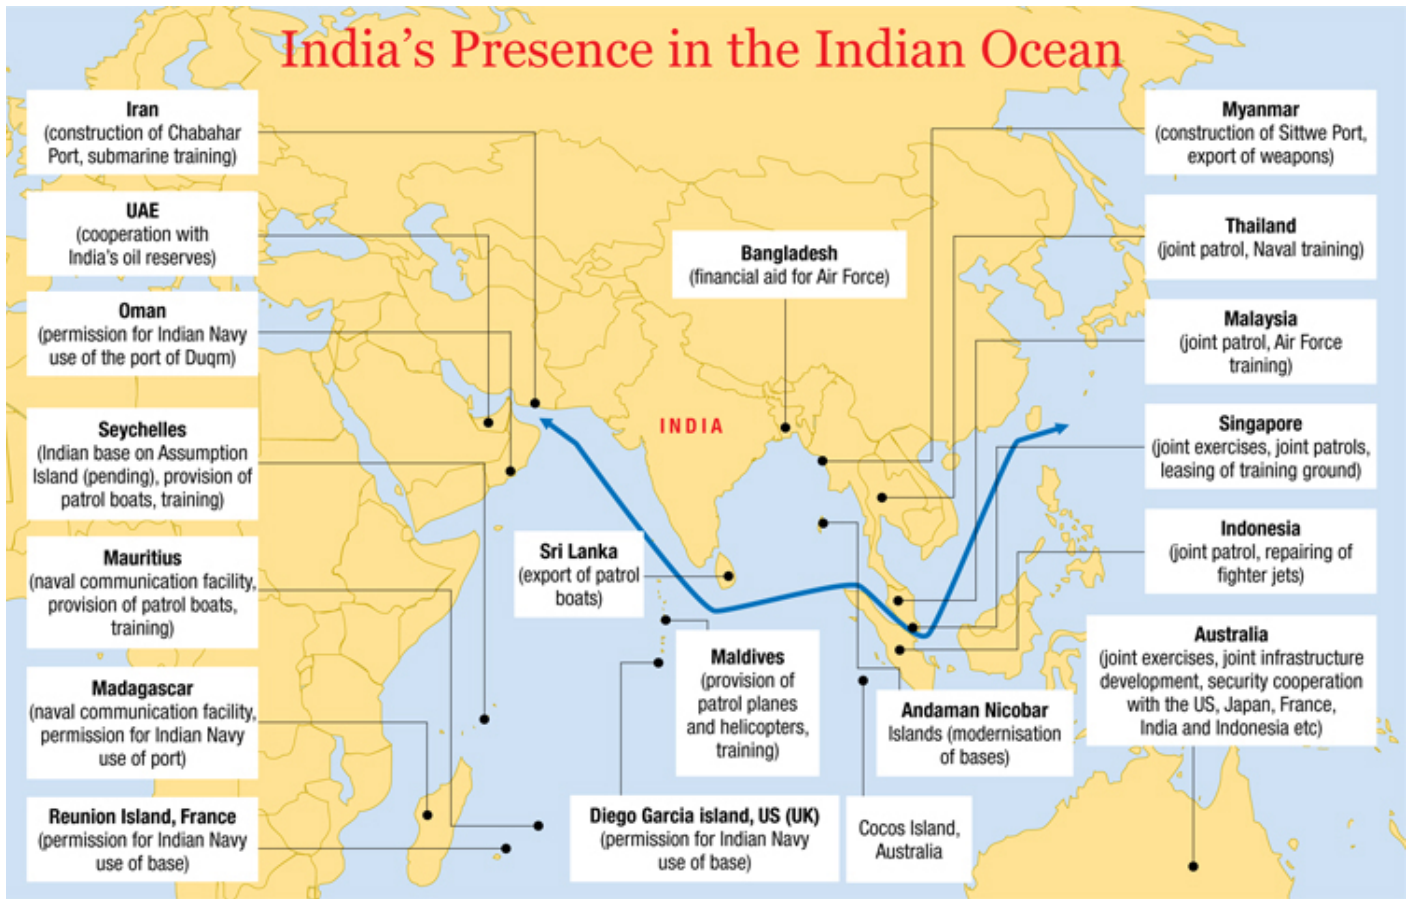 India's Presence in the Indian Ocean
Iran
(construction of Chabahar
Port, submarine training)
UAE
(cooperation with
India's oil reserves)
Oman
(permission for Indian Navy
use of the port of Duqm)
Seychelles
(Indian base on Assumption
Island (pending), provision of
patrol boats, training)
Mauritius
(naval communication facility,
provision of patrol boats,
training)
Madagascar
(naval communication facility,
permission for Indian Navy
use of port)
Reunion Island, France
(permission for Indian Navy
use of base)
Bangladesh
(financial aid for Air Force)
INDIA
Sri Lanka
(export of patrol
boats)
Maldives
(provision of
patrol planes
and helicopters,
training)
Diego Garcia island, US (UK)
(permission for Indian Navy
use of base)
Cocos Island,
Australia
Andaman Nicobar
Islands (modernisation
of bases)
Myanmar
(construction of Sittwe Port,
export of weapons)
Thailand
(joint patrol, Naval training)
Malaysia
(joint patrol, Air Force
training)
Singapore
(joint exercises, joint patrols,
leasing of training ground)
Indonesia
(joint patrol, repairing of
fighter jets)
Australia
(joint exercises, joint infrastructure
development, security cooperation
with the US, Japan, France,
India and Indonesia etc)